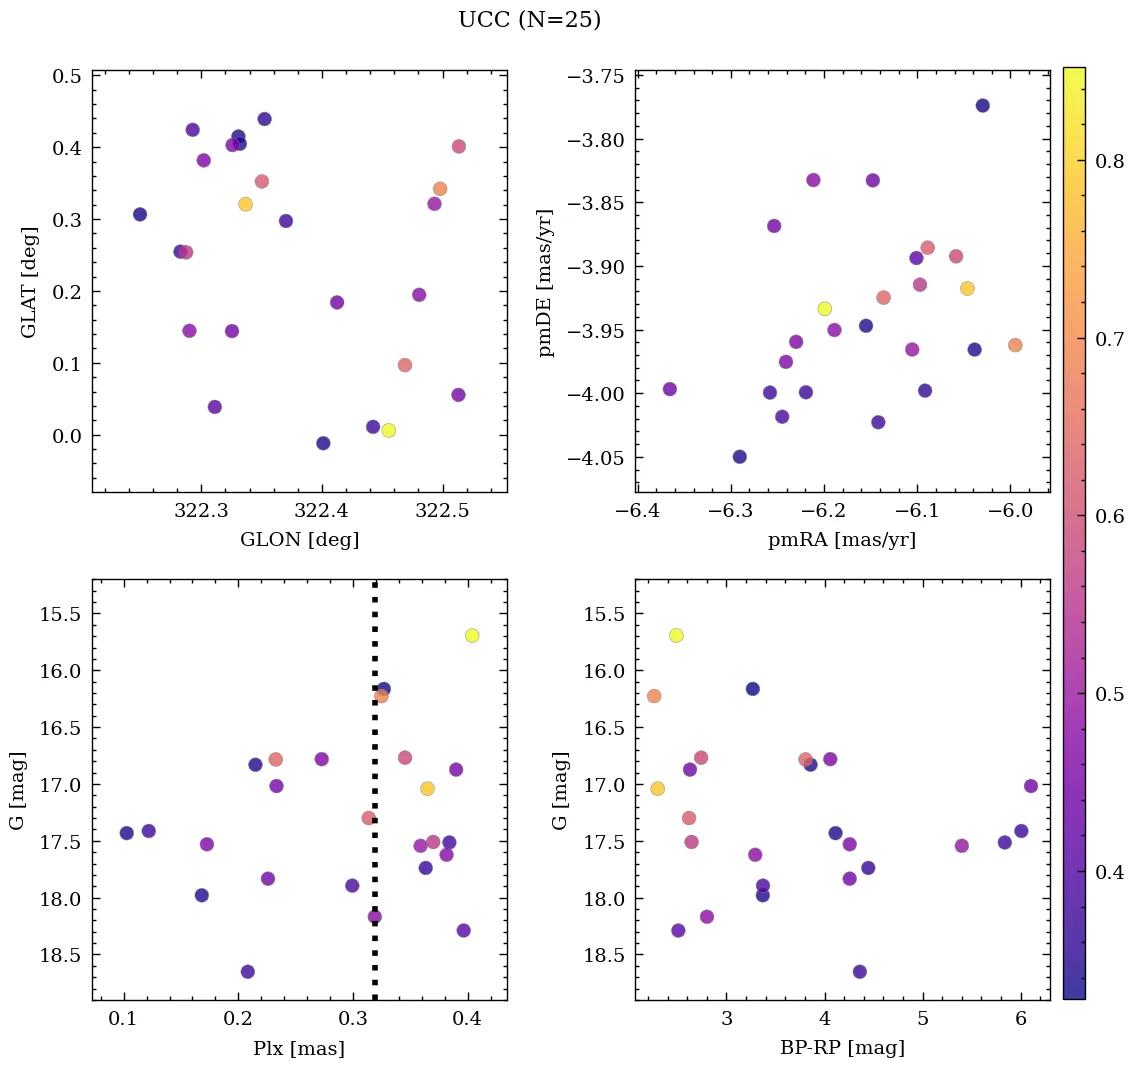 UCC (N=25)
0.5
0.4
0.3
0.2
0.1
0.0
GLAT [deg]
322.3 322.4 322.5
GLON [deg]
−3.75
−3.80
−3.85
−3.90
−3.95
−4.00
−4.05
pmDE [mas/yr]
−6.4 −6.3 −6.2 −6.1 −6.0
pmRA [mas/yr]
15.5
16.0
16.5
17.0
17.5
18.0
18.5
G [mag]
0.1 0.2 0.3 0.4
Plx [mas]
15.5
16.0
16.5
17.0
17.5
18.0
18.5
G [mag]
3 4 5 6
BP-RP [mag]
0.8
0.7
0.6
0.5
0.4